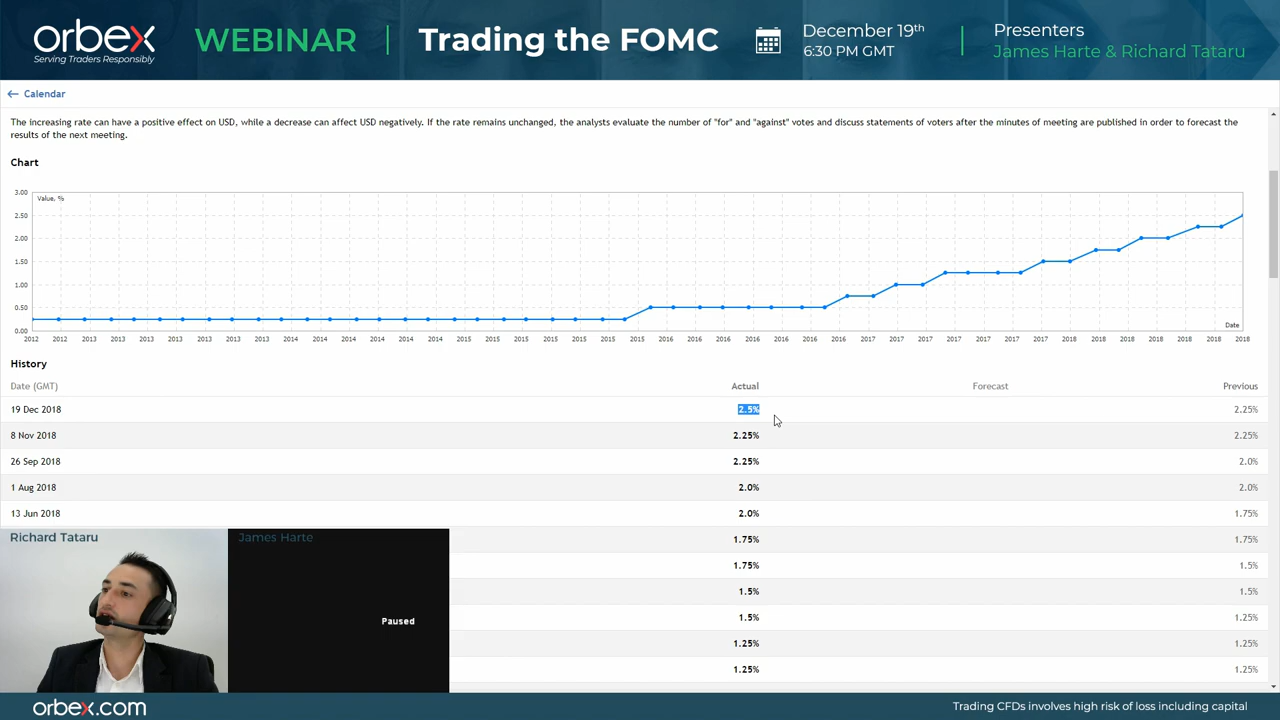 orbex
Serving Traders Responsibly
WEBINAR
Trading the FOMC
December 19th
6:30 PM GMT
Presenters
James Harte & Richard Tataru
← Calendar
The increasing rate can have a positive effect on USD, while a decrease can affect USD negatively. If the rate remains unchanged, the analysts evaluate the number of "for" and "against" votes and discuss statements of voters after the minutes of meeting are published in order to forecast the
results of the next meeting.
Chart
Value, %
3.00
2.50
2.00
1.50
1.00
0.50
0.00
Date
2012 2012 2013 2013 2013 2013 2013 2014 2014 2014 2014 2015 2015 2015 2015 2016 2016 2016 2016 2016 2017 2017 2017 2017 2018 2018 2018 2018 2018
History
Date (GMT) Actual Forecast Previous
19 Dec 2018 2.5% 2.25%
8 Nov 2018 2.25% 2.25%
26 Sep 2018 2.25% 2.0%
1 Aug 2018 2.0% 2.0%
13 Jun 2018 2.0% 1.75%
1.75% 1.75%
1.75% 1.5%
1.5% 1.5%
1.5% 1.25%
1.25% 1.25%
1.25% 1.25%
Richard Tataru
James Harte
Paused
orbex.com
Trading CFDs involves high risk of loss including capital